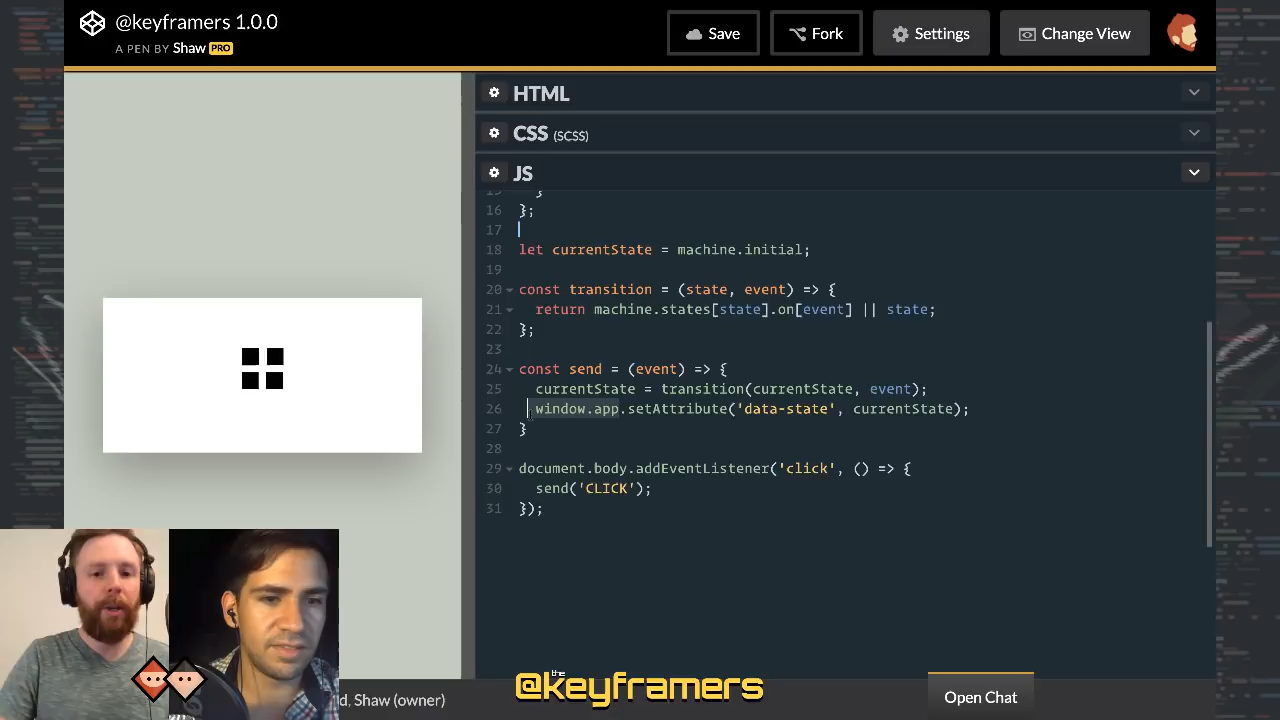 @keyframers 1.0.0
A PEN BY Shaw PRO
Save
Fork
Settings
Change View
HTML
CSS (SCSS)
JS
15 }
16 };
17
18 let currentState = machine.initial;
19
20 const transition = (state, event) => {
21 return machine.states[state].on[event] || state;
22 };
23
24 const send = (event) => {
25 currentState = transition(currentState, event);
26 window.app.setAttribute('data-state', currentState);
27 }
28
29 document.body.addEventListener('click', () => {
30 send('CLICK');
31 });
d, Shaw (owner)
the
@keyframers
Open Chat